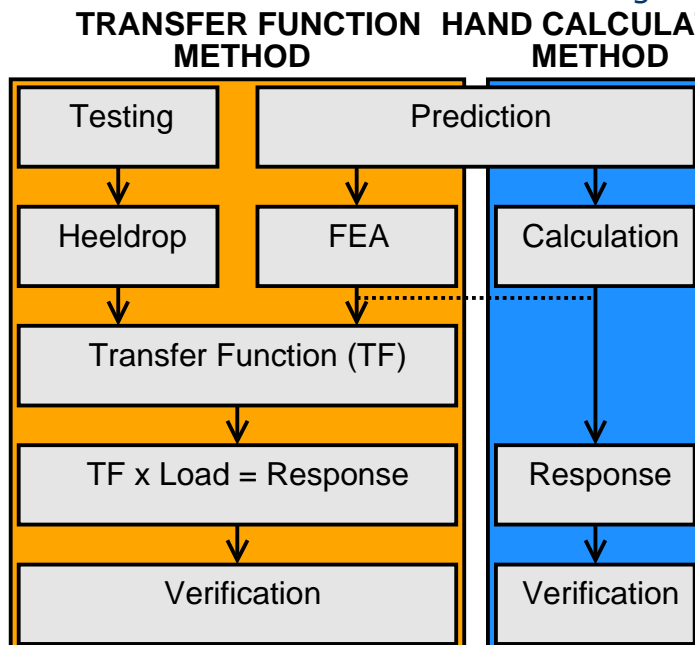 TRANSFER FUNCTION METHOD
HAND CALCULA
METHOD
Testing
Prediction
Heeldrop
FEA
Calculation
Transfer Function (TF)
TF x Load = Response
Response
Verification
Verification